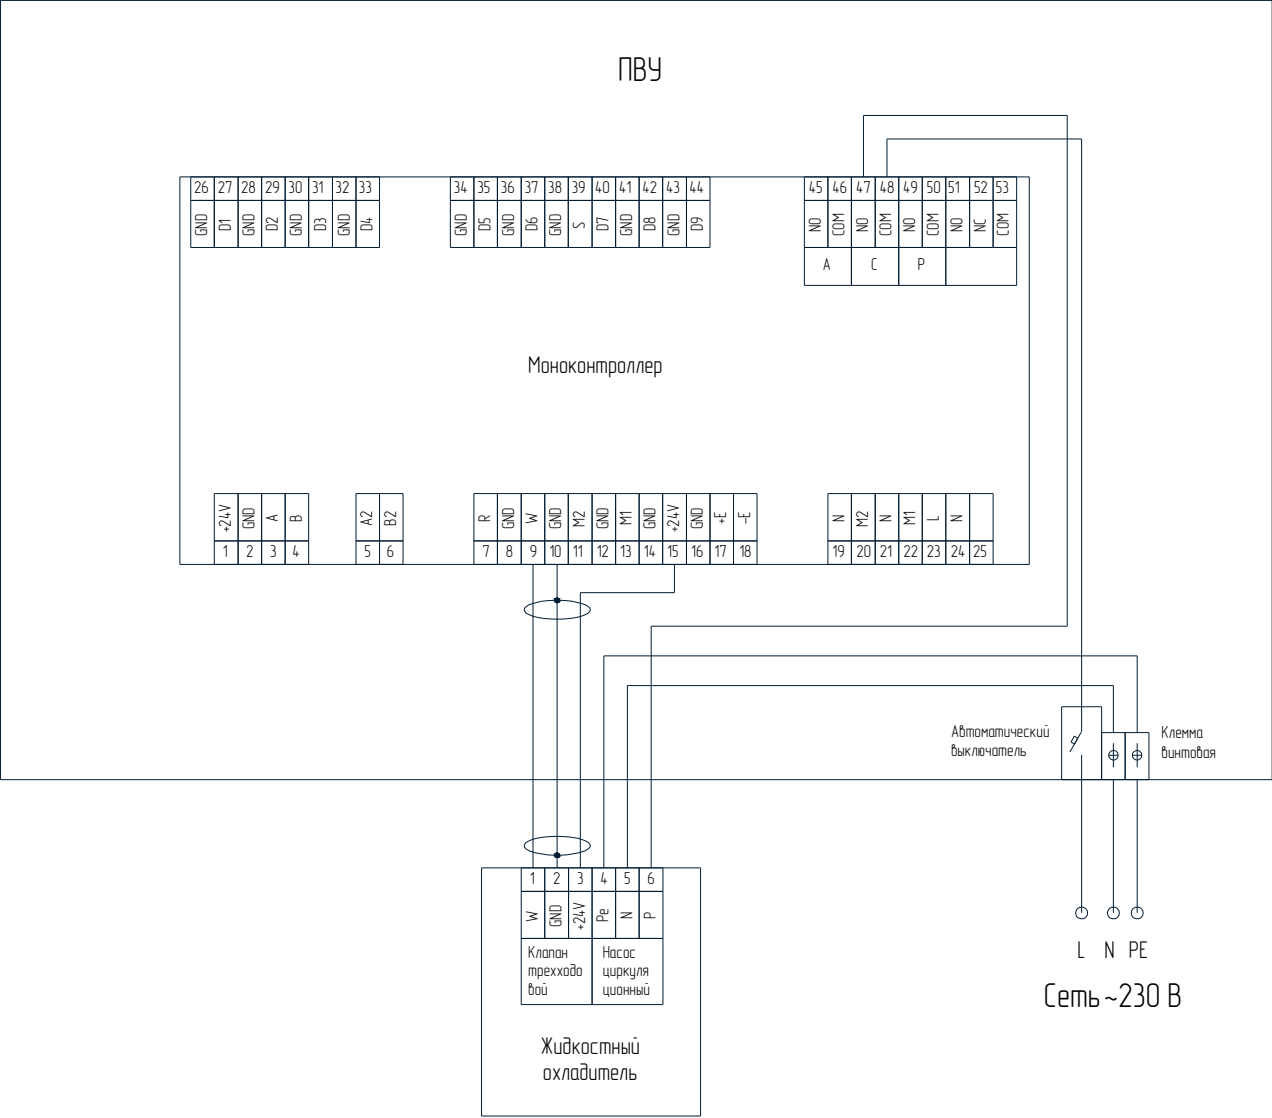 ПВУ
26 27 28 29 30 31 32 33
GND D1 GND D2 GND D3 GND D4
34 35 36 37 38 39 40 41 42 43 44
GND D5 GND D6 GND S D7 GND D8 GND D9
45 46 47 48 49 50 51 52 53
NO COM NO COM NO COM NO NC COM
A C P
Моноконтроллер
+24V GND A B
1 2 3 4
A2 B2
5 6
R GND W GND M2 GND M1 GND +24V GND +E -E
7 8 9 10 11 12 13 14 15 16 17 18
N M2 N M1 L N
19 20 21 22 23 24 25
Автоматический
выключатель
Клемма
винтовая
1 2 3 4 5 6
W GND +24V Pe N P
Клапан
трехходо
вой
Насос
циркуля
ционный
Жидкостный
охладитель
L N PE
Сеть ~230 В